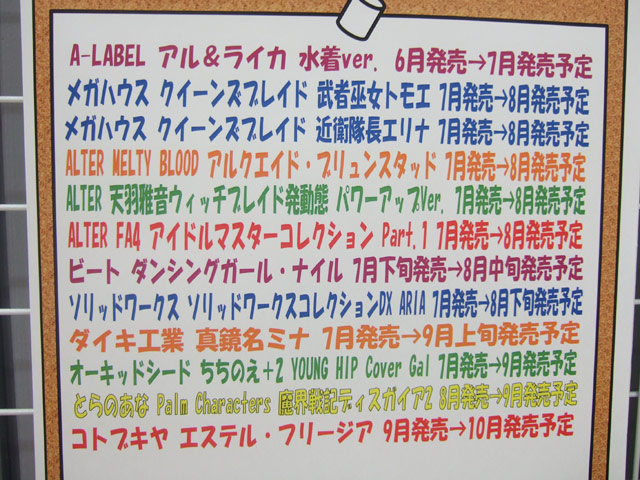 A-LABEL アル&ライカ 水着ver. 6月発売→7月発売予定
メガハウス クイーンズブレイド 武者巫女トモエ 7月発売→8月発売予定
メガハウス クイーンズブレイド 近衛隊長エリナ 7月発売→8月発売予定
ALTER MELTY BLOOD アルクエイド・ブリュンスタッド 7月発売→8月発売予定
ALTER 天羽雅音ウィッチブレイド発動態 パワーアップVer. 7月発売→8月発売予定
ALTER FA4 アイドルマスターコレクション Part.1 7月発売→8月発売予定
ビート ダンシングガール・ナイル 7月下旬発売→8月中旬発売予定
ソリッドワークス ソリッドワークスコレクションDX ARIA 7月発売→8月下旬発売予定
ダイキ工業 真鏡名ミナ 7月発売→9月上旬発売予定
オーキッドシード ちちのえ+2 YOUNG HIP Cover Gal 7月発売→9月発売予定
とらのあな Palm Characters 魔界戦記ディスガイア2 8月発売→9月発売予定
コトブキヤ エステル・フリージア 9月発売→10月発売予定